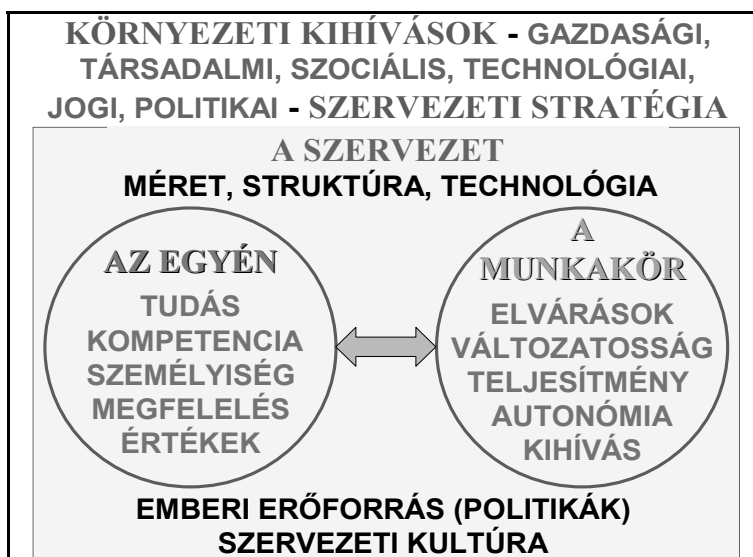 KÖRNYEZETI KIHÍVÁSOK - GAZDASÁGI,
TÁRSADALMI, SZOCIÁLIS, TECHNOLÓGIAI,
JOGI, POLITIKAI - SZERVEZETI STRATÉGIA
A SZERVEZET
MÉRET, STRUKTÚRA, TECHNOLÓGIA
AZ EGYÉN
TUDÁS
KOMPETENCIA
SZEMÉLYISÉG
MEGFELELÉS
ÉRTÉKEK
A
MUNKAKÖR
ELVÁRÁSOK
VÁLTOZATOSSÁG
TELJESÍTMÉNY
AUTONÓMIA
KIHÍVÁS
EMBERI ERŐFORRÁS (POLITIKÁK)
SZERVEZETI KULTÚRA